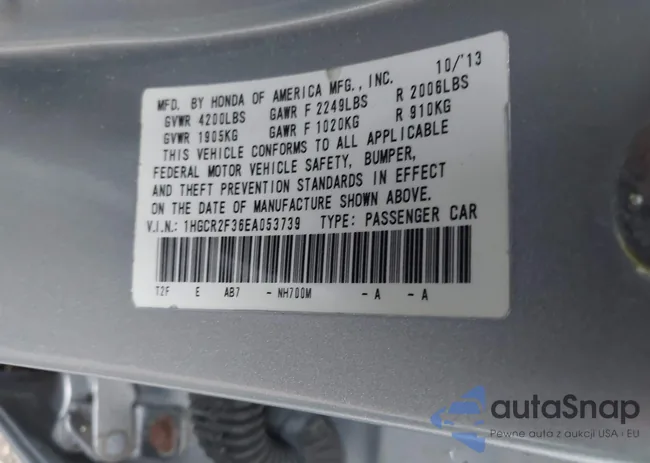 MFD. BY HONDA OF AMERICA MFG., INC. 10/'13
GVWR 4200LBS GAWR F 2249LBS R 2006LBS
GVWR 1905KG GAWR F 1020KG R 910KG
THIS VEHICLE CONFORMS TO ALL APPLICABLE
FEDERAL MOTOR VEHICLE SAFETY, BUMPER,
AND THEFT PREVENTION STANDARDS IN EFFECT
ON THE DATE OF MANUFACTURE SHOWN ABOVE.
V.I.N.: 1HGCR2F36EA053739 TYPE: PASSENGER CAR
T2F E AB7 - NH700M - A - A
autaSnap
Pewne auta z aukcji USA i EU